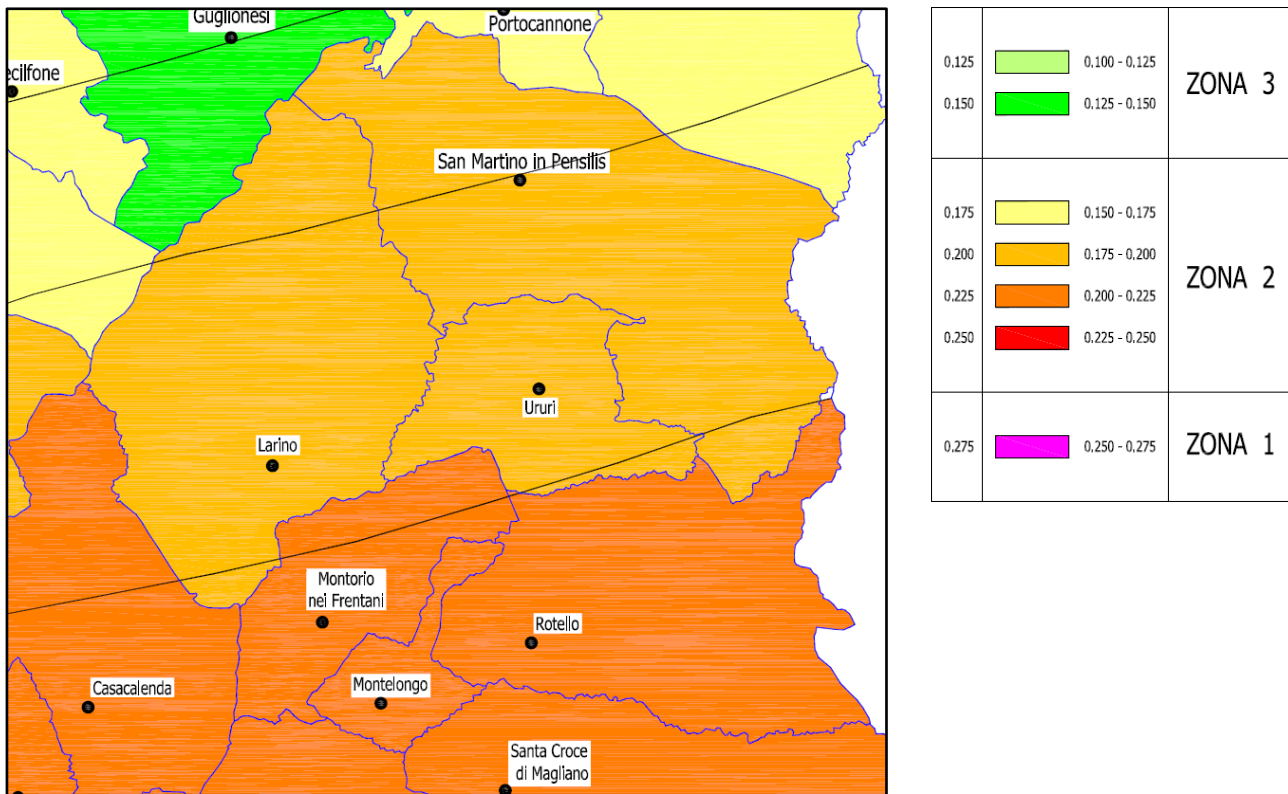 Guglionesi
Portocannone
ecilfone
San Martino in Pensilis
Ururi
Larino
Montorio
nei Frentani
Rotello
Casacalenda
Montelongo
Santa Croce
di Magliano
0.125 0.100 - 0.125
0.150 0.125 - 0.150
ZONA 3
0.175 0.150 - 0.175
0.200 0.175 - 0.200
0.225 0.200 - 0.225
0.250 0.225 - 0.250
ZONA 2
0.275 0.250 - 0.275
ZONA 1